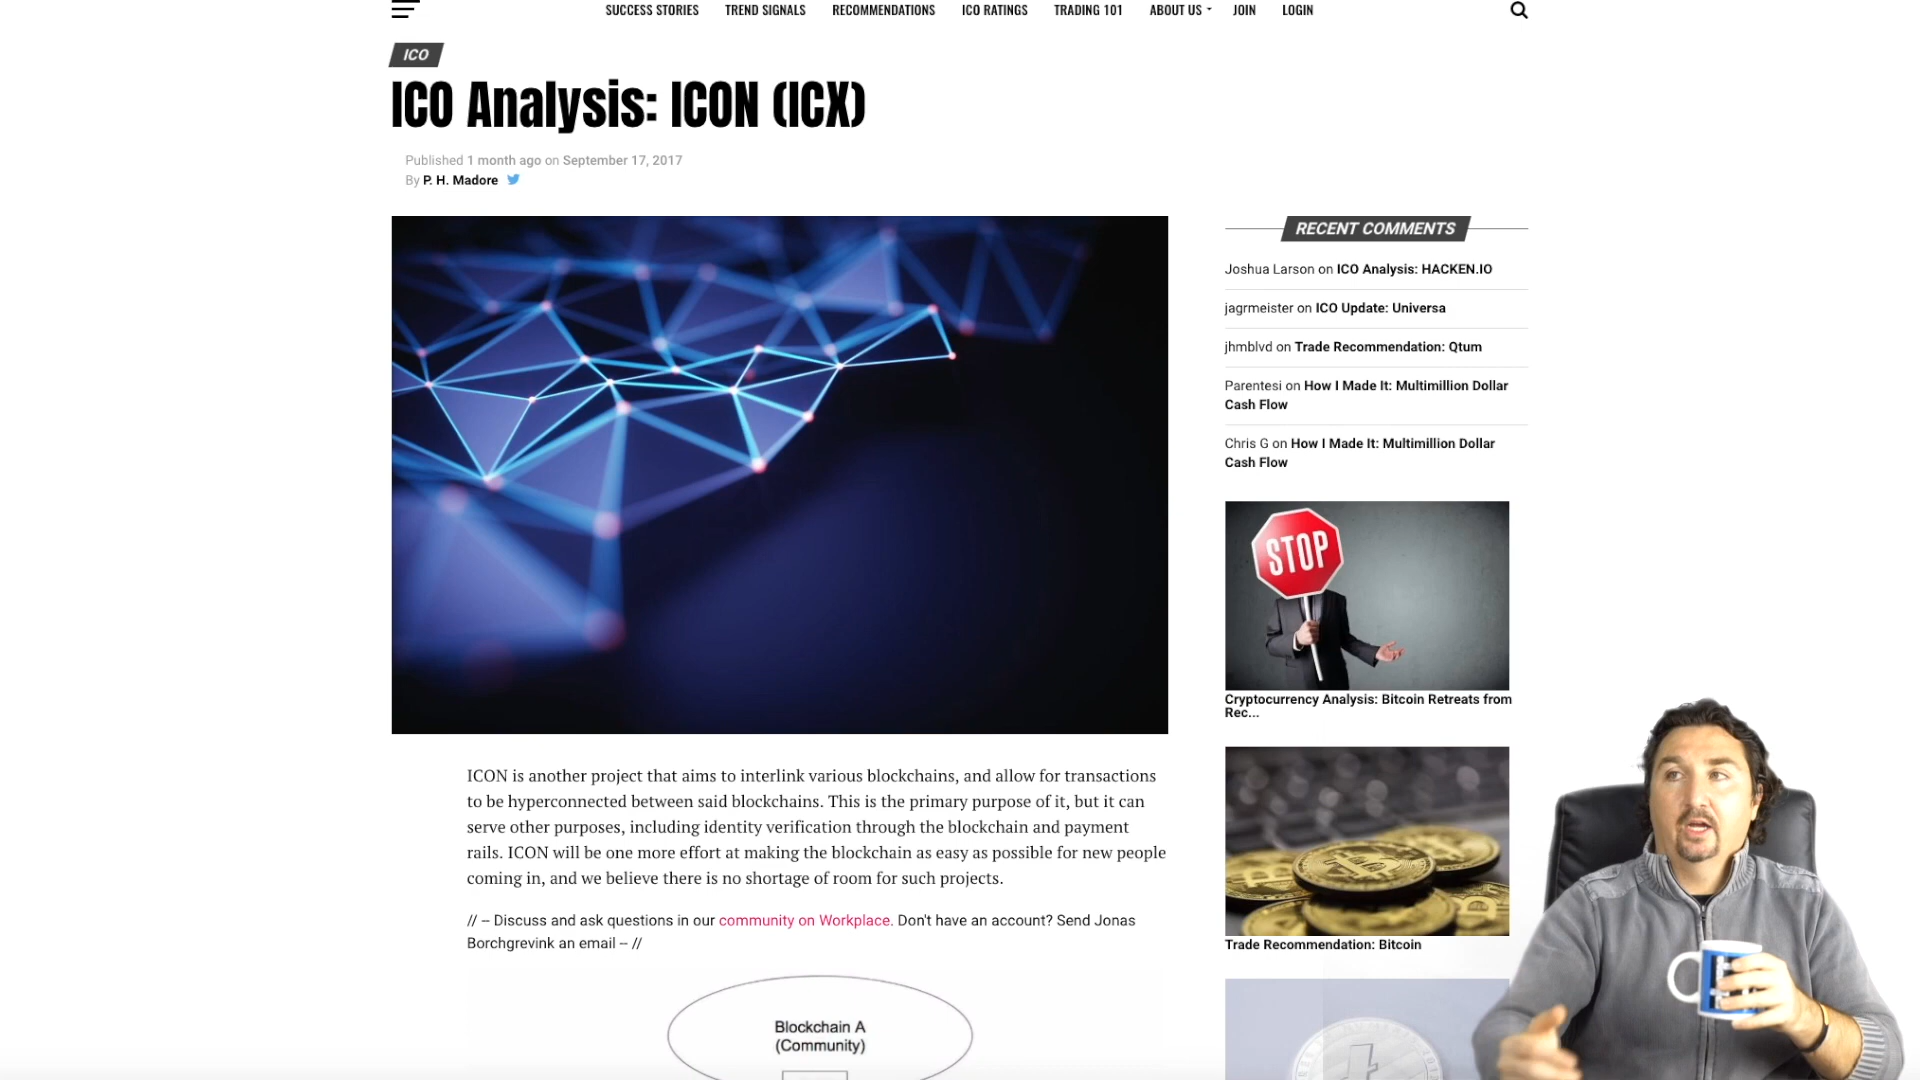 SUCCESS STORIES TREND SIGNALS RECOMMENDATIONS ICO RATINGS TRADING 101 ABOUT US JOIN LOGIN
ICO
ICO Analysis: ICON (ICX)
Published 1 month ago on September 17, 2017
By P. H. Madore
RECENT COMMENTS
Joshua Larson on ICO Analysis: HACKEN.IO
jagrmeister on ICO Update: Universa
jhmblvd on Trade Recommendation: Qtum
Parentesi on How I Made It: Multimillion Dollar
Cash Flow
Chris G on How I Made It: Multimillion Dollar
Cash Flow
STOP
Cryptocurrency Analysis: Bitcoin Retreats from
Rec...
Trade Recommendation: Bitcoin
ICON is another project that aims to interlink various blockchains, and allow for transactions
to be hyperconnected between said blockchains. This is the primary purpose of it, but it can
serve other purposes, including identity verification through the blockchain and payment
rails. ICON will be one more effort at making the blockchain as easy as possible for new people
coming in, and we believe there is no shortage of room for such projects.
// -- Discuss and ask questions in our community on Workplace. Don't have an account? Send Jonas
Borchgrevink an email -- //
Blockchain A
(Community)